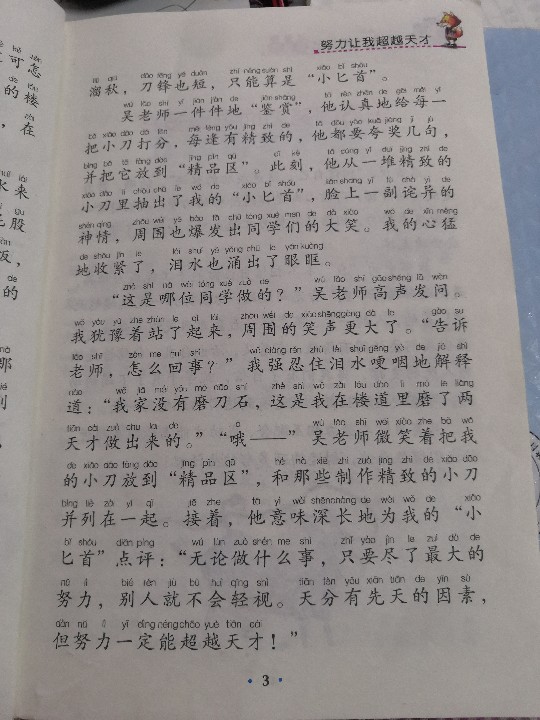 努力让我超越天才
溜秋，刀锋也短，只能算是“小匕首”。
吴老师一件件地“鉴赏”，他认真地给每一
把小刀打分，每逢有精致的，他都要夸奖几句，
并把它放到“精品区”。此刻，他从一堆精致的
小刀里抽出了我的“小匕首”，脸上一副诧异的
神情，周围也爆发出同学们的大笑。我的心猛
地收紧了，泪水也涌出了眼眶。
“这是哪位同学做的？”吴老师高声发问。
我犹豫着站了起来，周围的笑声更大了。“告诉
老师，怎么回事？”我强忍住泪水哽咽地解释
道：“我家没有磨刀石，这是我在楼道里磨了两
天才做出来的。”“哦——”吴老师微笑着把我
的小刀放到“精品区”，和那些制作精致的小刀
并列在一起。接着，他意味深长地为我的“小
匕首”点评：“无论做什么事，只要尽了最大的
努力，别人就不会轻视。天分有先天的因素，
但努力一定能超越天才！”
3
可怎
的楼
在
水来
股
饭，
的
那
到